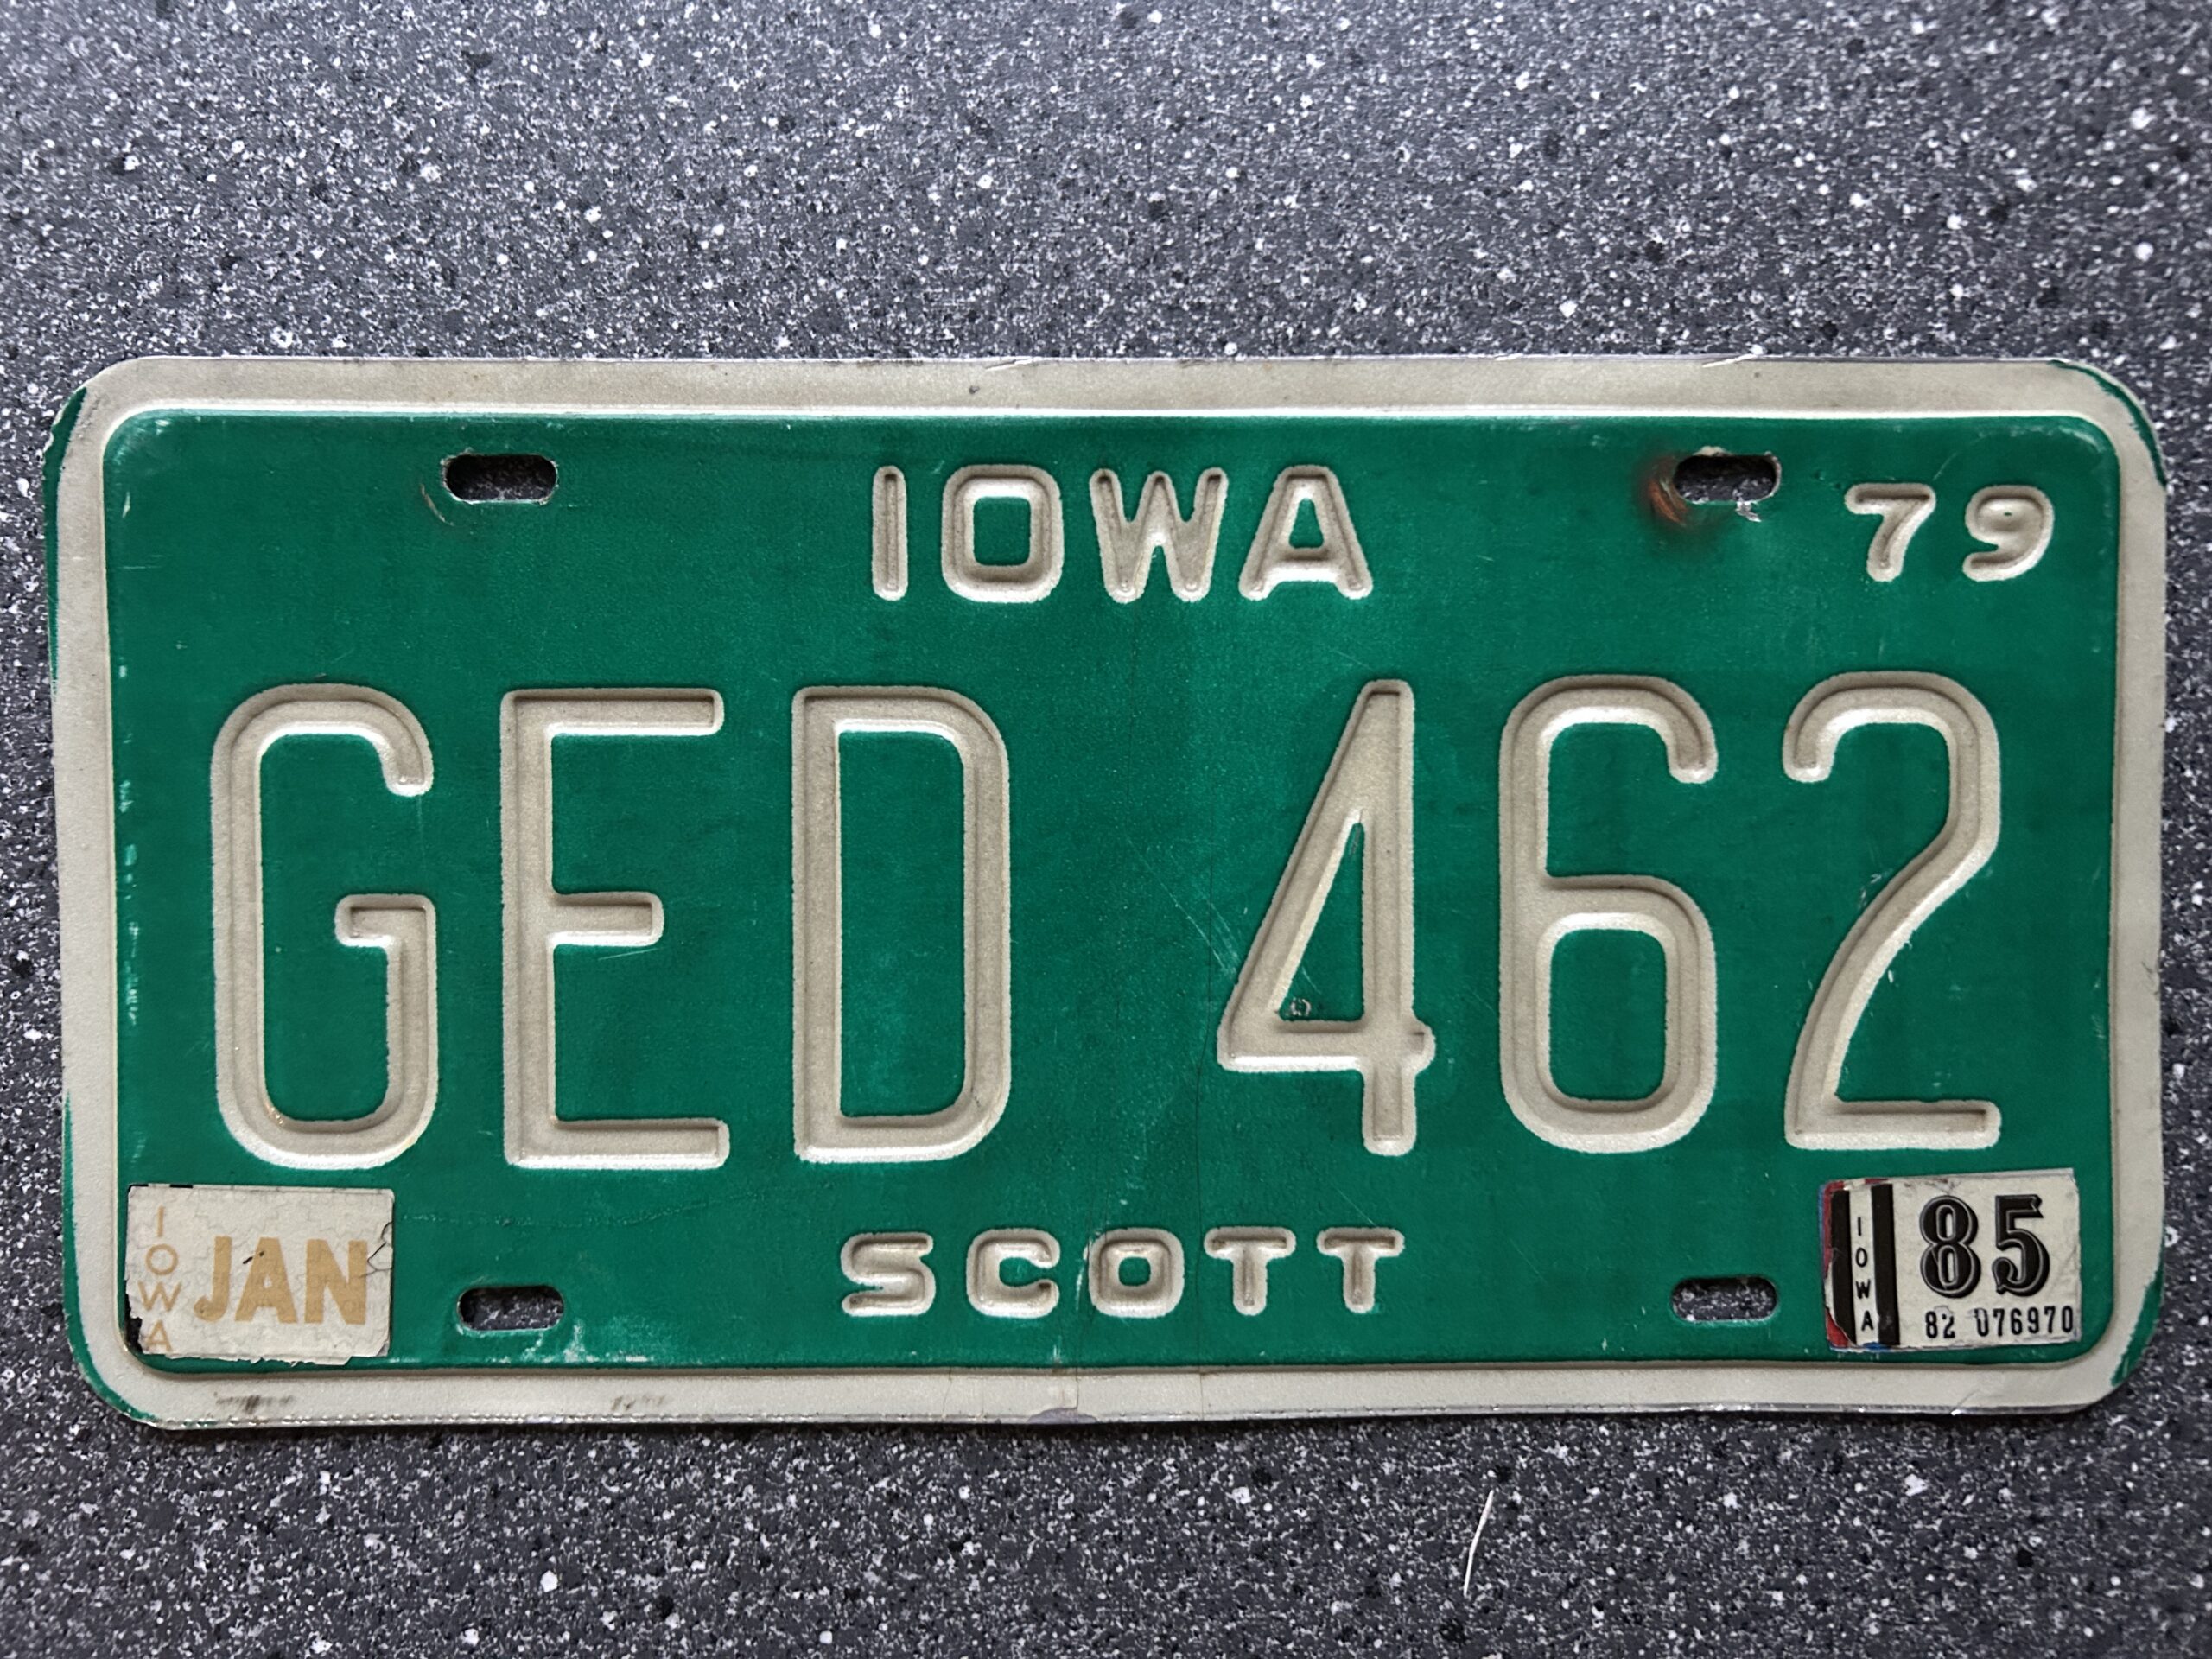 IOWA 79
GED 462
IOWA JAN
SCOTT
IOWA 85
82 076970